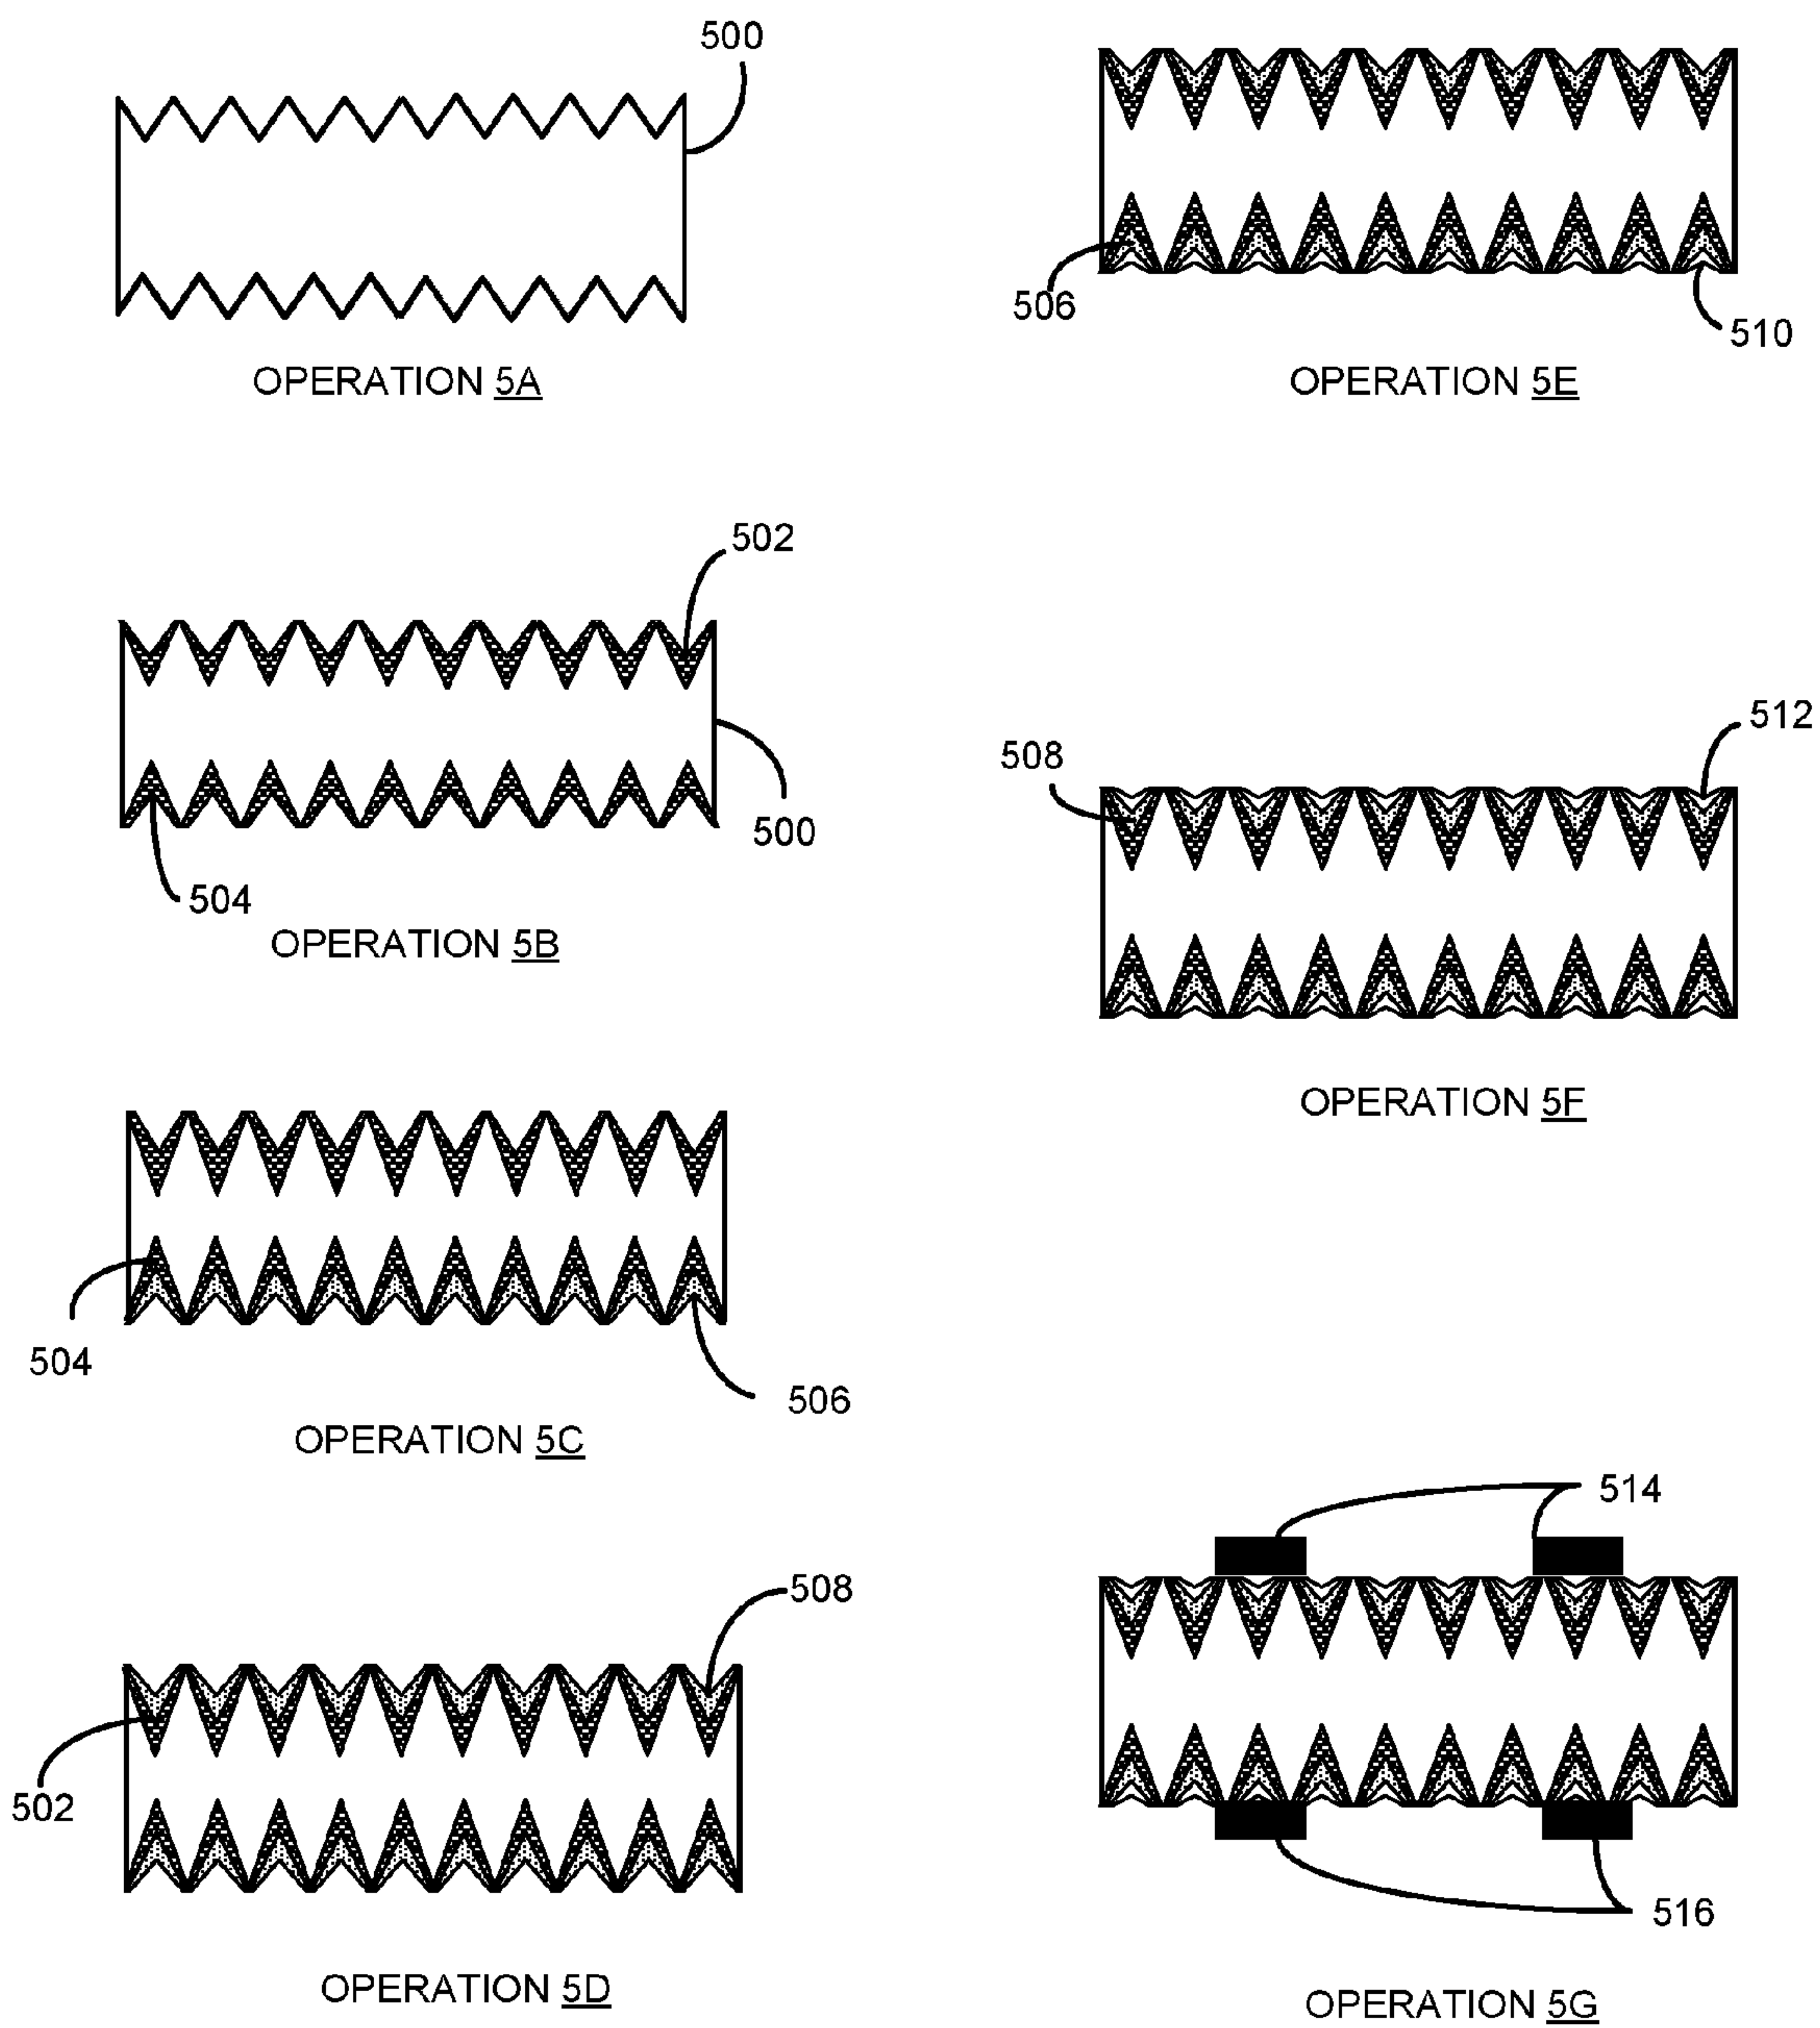 500
OPERATION 5A
502
500
504
OPERATION 5B
504
506
OPERATION 5C
508
502
OPERATION 5D
506
510
OPERATION 5E
512
508
OPERATION 5F
514
516
OPERATION 5G